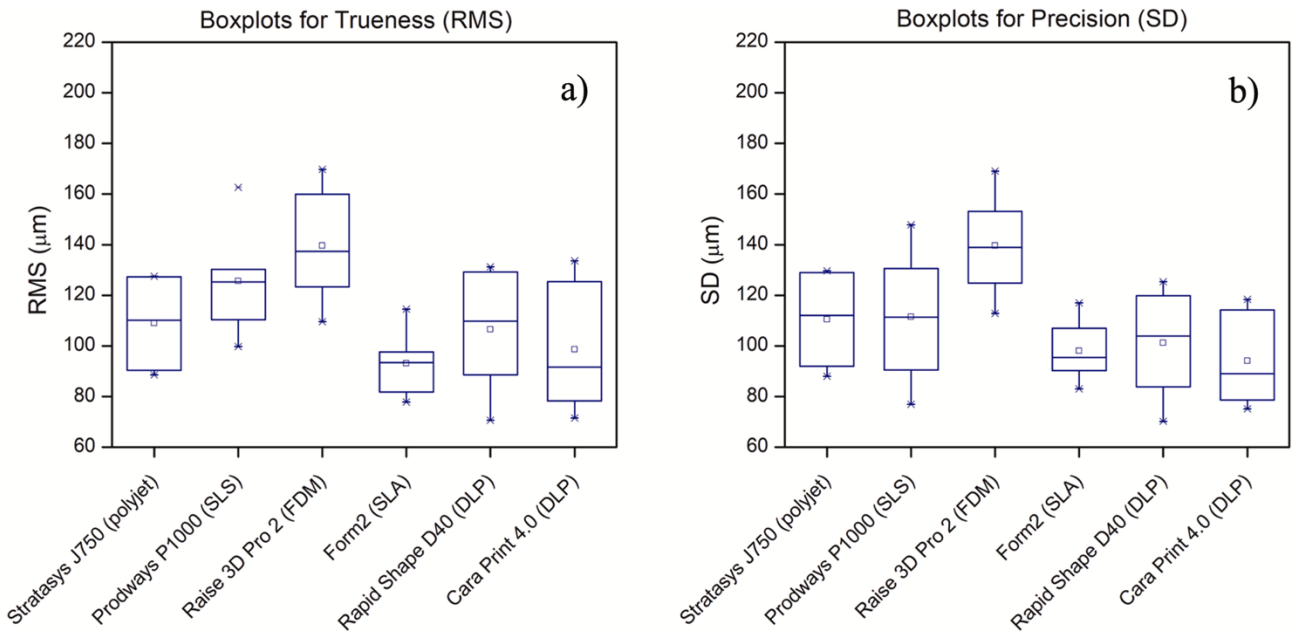 Boxplots for Trueness (RMS)
220
200
180
160
140
120
100
80
60
RMS (μm)
a)
Stratasys J750 (polyjet)
Prodways P1000 (SLS)
Raise 3D Pro 2 (FDM)
Form2 (SLA)
Rapid Shape D40 (DLP)
Cara Print 4.0 (DLP)
Boxplots for Precision (SD)
220
200
180
160
140
120
100
80
60
SD (μm)
b)
Stratasys J750 (polyjet)
Prodways P1000 (SLS)
Raise 3D Pro 2 (FDM)
Form2 (SLA)
Rapid Shape D40 (DLP)
Cara Print 4.0 (DLP)